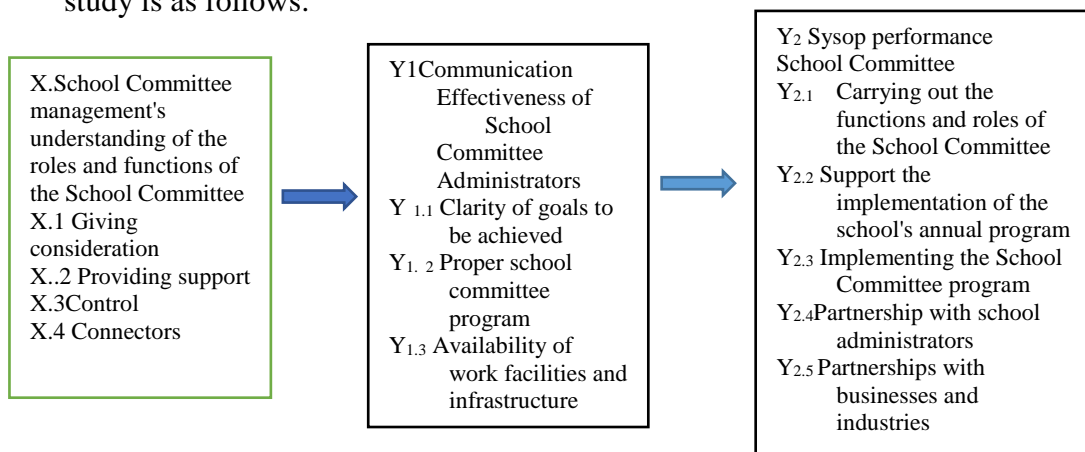 study is as follows:
X.School Committee
management's
understanding of the
roles and functions of
the School Committee
X.1 Giving
consideration
X..2 Providing support
X.3Control
X.4 Connectors
Y1Communication
Effectiveness of
School
Committee
Administrators
Y 1.1 Clarity of goals to
be achieved
Y1. 2 Proper school
committee
program
Y1.3 Availability of
work facilities and
infrastructure
Y2 Sysop performance
School Committee
Y2.1 Carrying out the
functions and roles of
the School Committee
Y2.2 Support the
implementation of the
school's annual program
Y2.3 Implementing the School
Committee program
Y2.4Partnership with school
administrators
Y2.5 Partnerships with
businesses and
industries